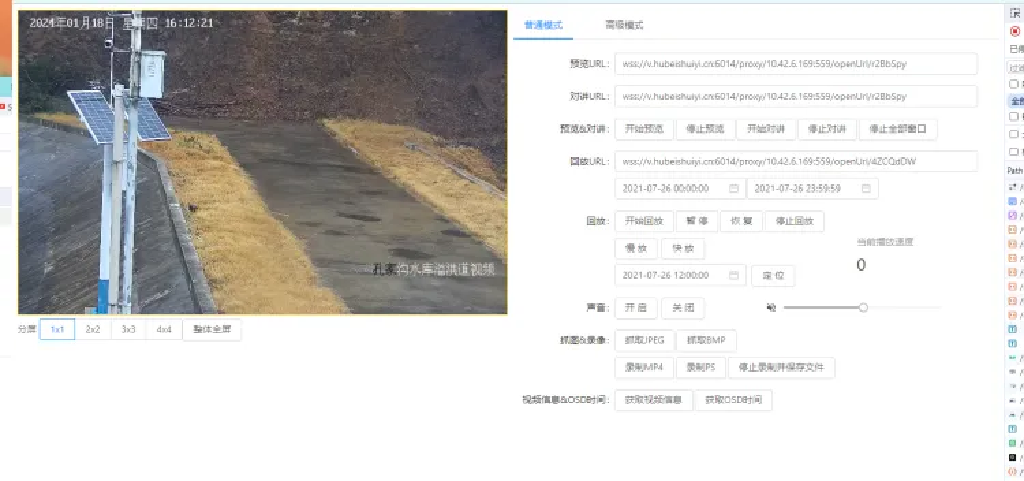 2024年01月18日 星期四 16:12:21
孔家沟水库溢洪道视频
分屏:
1x1
2x2
3x3
4x4
整体全屏
普通模式
高级模式
预览URL:
wss://v.hubeishuiyi.cn:6014/proxy/10.42.6.169:559/openUrl/r2Bb5py
对讲URL:
wss://v.hubeishuiyi.cn:6014/proxy/10.42.6.169:559/openUrl/r2Bb5py
预览&对讲:
开始预览 停止预览 开始对讲 停止对讲 停止全部窗口
回放URL:
wss://v.hubeishuiyi.cn:6014/proxy/10.42.6.169:559/openUrl/4ZCQdDW
2021-07-26 00:00:00 2021-07-26 23:59:59
回放:
开始回放 暂停 恢复 停止回放
慢放 快放
当前播放速度
0
2021-07-26 12:00:00 定位
声音:
开启 关闭
抓图&录像:
抓取JPEG 抓取BMP
录制MP4 录制PS 停止录制并保存文件
视频信息&OSD时间:
获取视频信息 获取OSD时间
Path